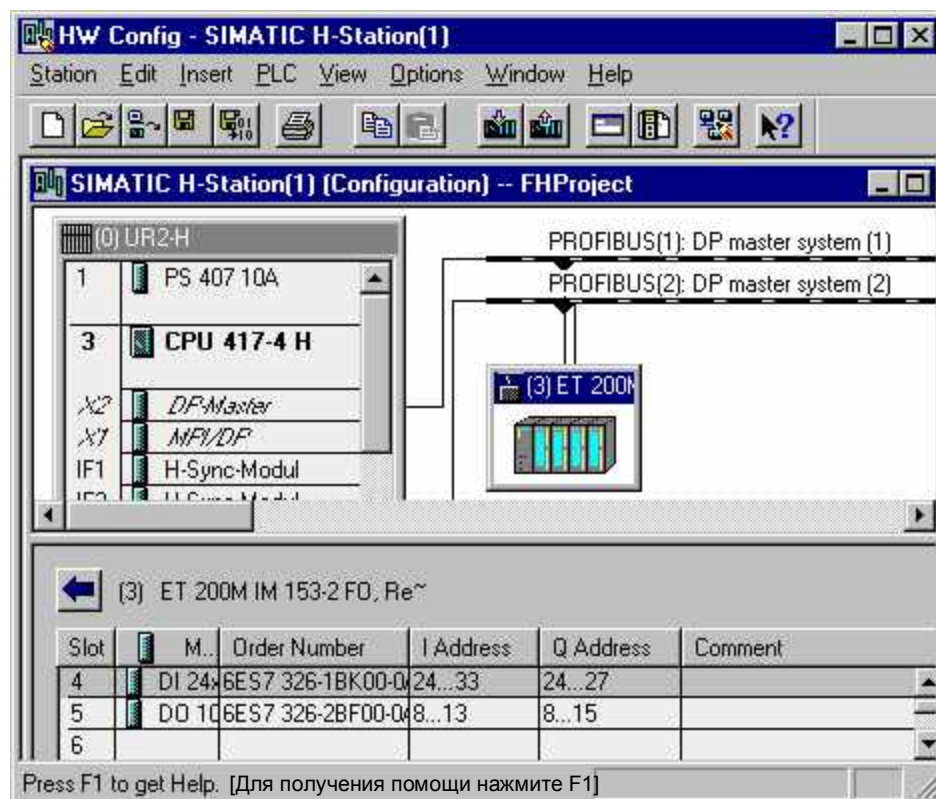 HW Config - SIMATIC H-Station(1)
Station Edit Insert PLC View Options Window Help
SIMATIC H-Station(1) (Configuration) -- FHProject
(0) UR2-H
PROFIBUS(1): DP master system (1)
1 PS 407 10A
PROFIBUS(2): DP master system (2)
3 CPU 417-4 H
(3) ET 200M
X2 DP-Master
X1 MPI/DP
IF1 H-Sync-Modul
IF2 H-Sync-Modul
(3) ET 200M IM 153-2 FO, Re~
Slot M... Order Number I Address Q Address Comment
4 DI 24x 6ES7 326-1BK00-0 24...33 24...27
5 DO 10 6ES7 326-2BF00-0 8...13 8...15
6
Press F1 to get Help. [Для получения помощи нажмите F1]